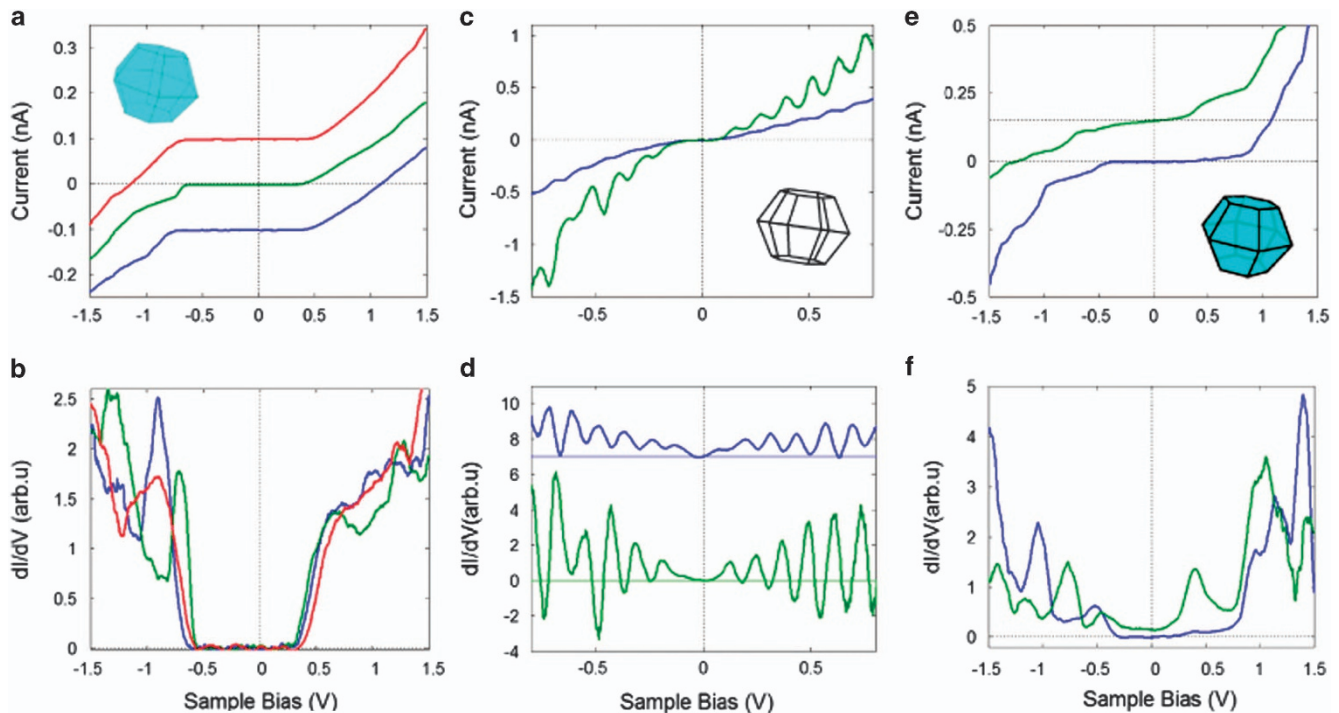 a
0.3
0.2
0.1
0
-0.1
-0.2
Current (nA)
-1.5 -1 -0.5 0 0.5 1 1.5
c
1
0.5
0
-0.5
-1
-1.5
Current (nA)
-0.5 0 0.5
e
0.5
0.25
0
-0.25
-0.5
Current (nA)
-1.5 -1 -0.5 0 0.5 1 1.5
b
2.5
2
1.5
1
0.5
0
dI/dV (arb.u)
-1.5 -1 -0.5 0 0.5 1 1.5
Sample Bias (V)
d
10
8
6
4
2
0
-2
-4
dI/dV(arb.u)
-0.5 0 0.5
Sample Bias (V)
f
5
4
3
2
1
0
dI/dV(arb.u)
-1.5 -1 -0.5 0 0.5 1 1.5
Sample Bias (V)